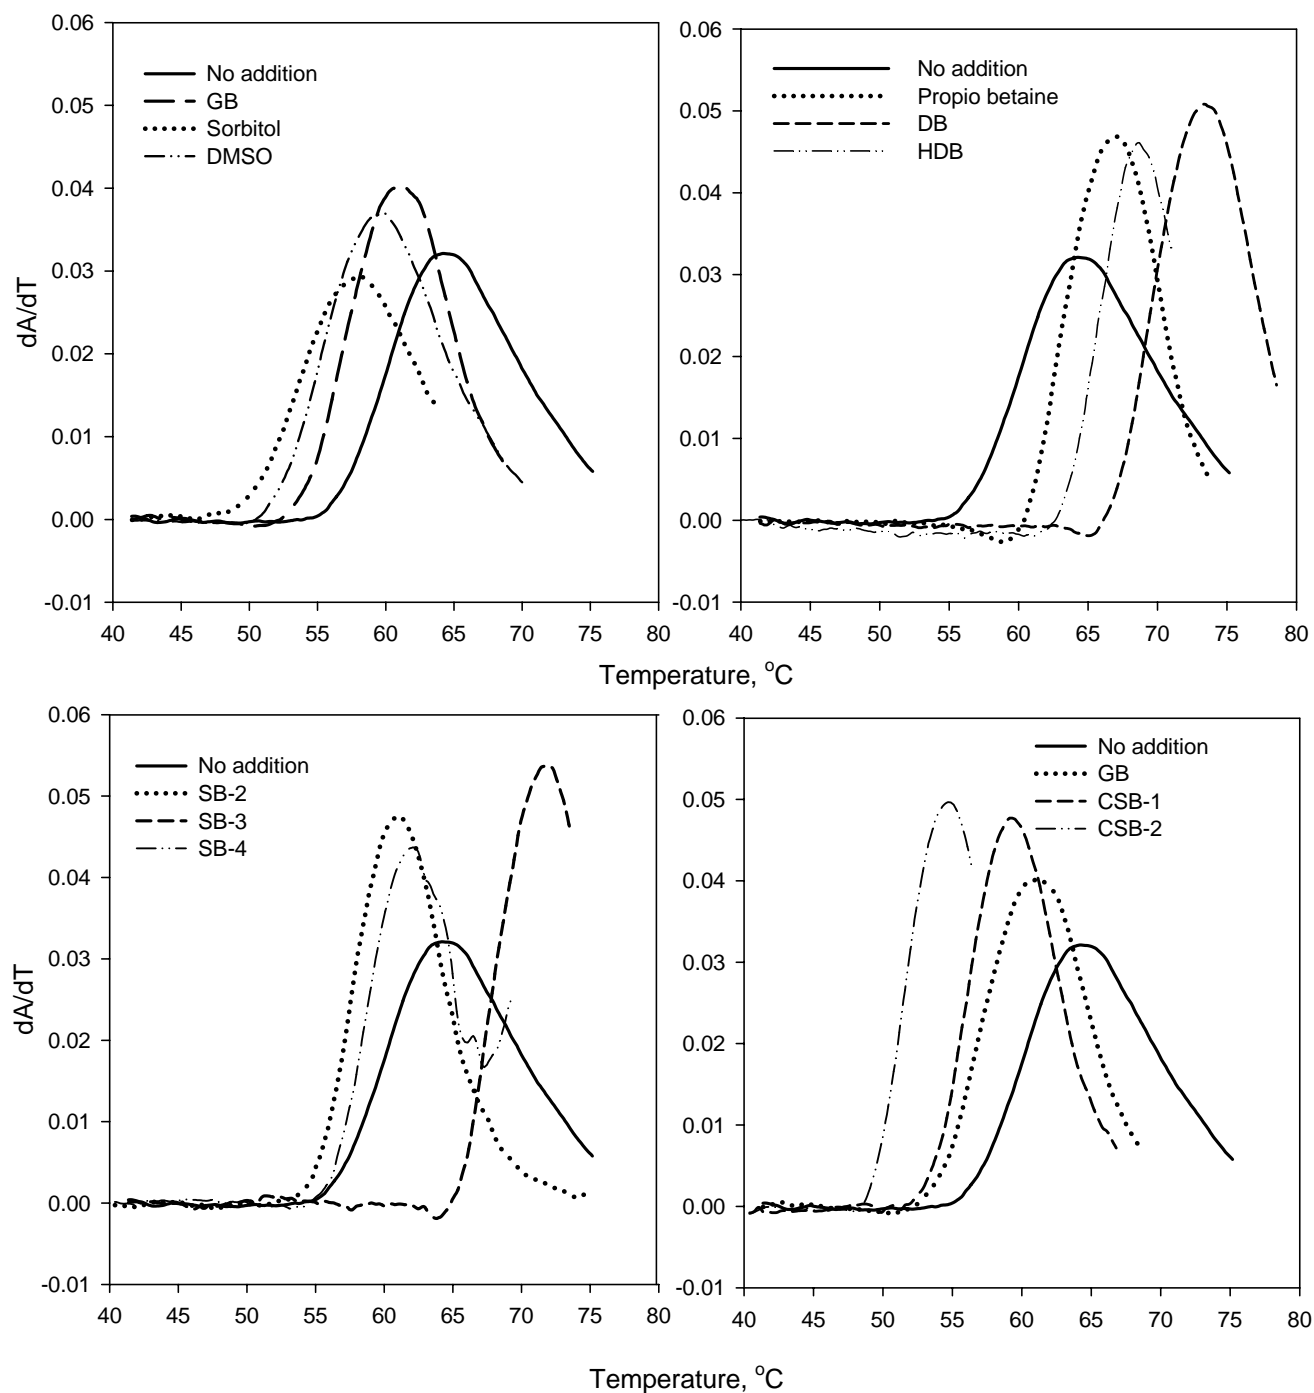 0.06
0.05
0.04
0.03
0.02
0.01
0.00
-0.01
dA/dT
No addition
GB
Sorbitol
DMSO
40 45 50 55 60 65 70 75 80
0.06
0.05
0.04
0.03
0.02
0.01
0.00
-0.01
No addition
Propio betaine
DB
HDB
40 45 50 55 60 65 70 75 80
Temperature, °C
0.06
0.05
0.04
0.03
0.02
0.01
0.00
-0.01
dA/dT
No addition
SB-2
SB-3
SB-4
40 45 50 55 60 65 70 75 80
0.06
0.05
0.04
0.03
0.02
0.01
0.00
-0.01
No addition
GB
CSB-1
CSB-2
40 45 50 55 60 65 70 75 80
Temperature, °C